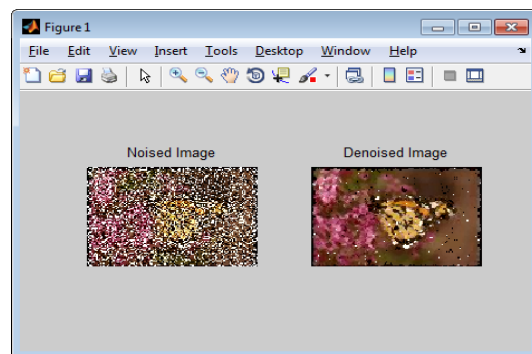 Figure 1
File Edit View Insert Tools Desktop Window Help
Noised Image
Denoised Image